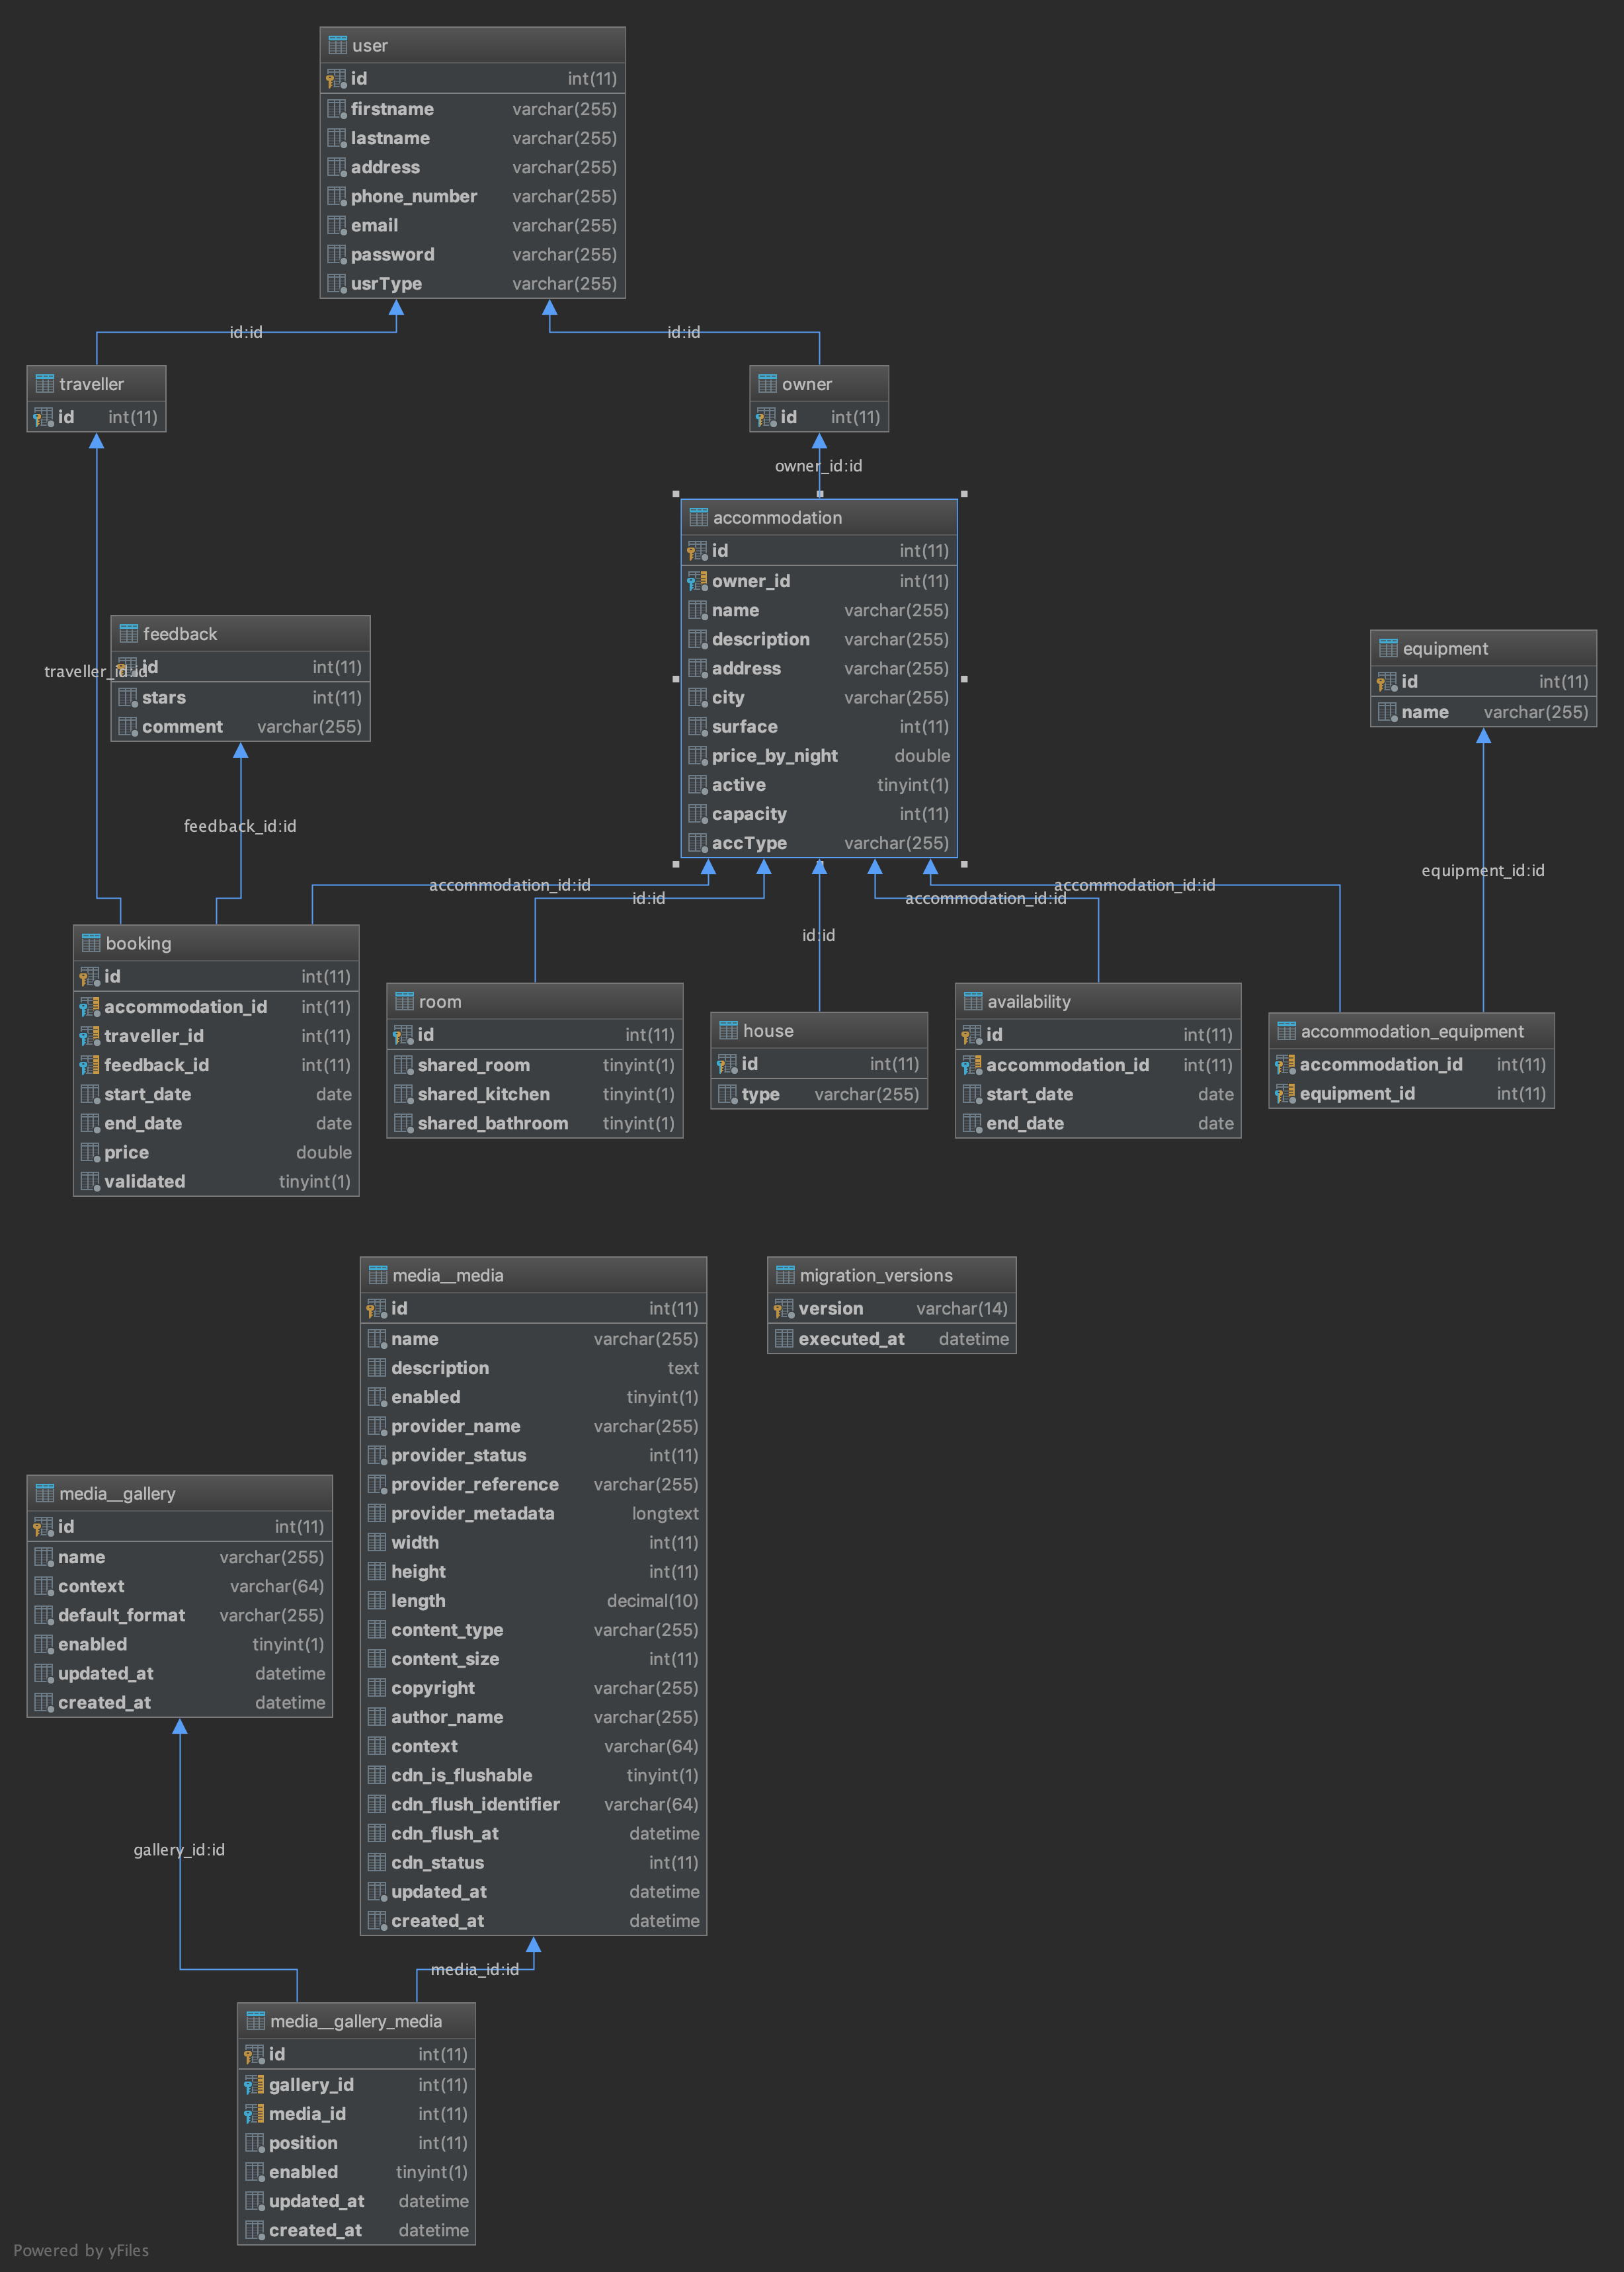 user
id int(11)
firstname varchar(255)
lastname varchar(255)
address varchar(255)
phone_number varchar(255)
email varchar(255)
password varchar(255)
usrType varchar(255)
id:id
id:id
traveller
id int(11)
owner
id int(11)
owner_id:id
accommodation
id int(11)
owner_id int(11)
name varchar(255)
description varchar(255)
address varchar(255)
city varchar(255)
surface int(11)
price_by_night double
active tinyint(1)
capacity int(11)
accType varchar(255)
feedback
id int(11)
stars int(11)
comment varchar(255)
traveller_id:id
equipment
id int(11)
name varchar(255)
feedback_id:id
equipment_id:id
accommodation_id:id
id:id
id:id
accommodation_id:id
accommodation_id:id
booking
id int(11)
accommodation_id int(11)
traveller_id int(11)
feedback_id int(11)
start_date date
end_date date
price double
validated tinyint(1)
room
id int(11)
shared_room tinyint(1)
shared_kitchen tinyint(1)
shared_bathroom tinyint(1)
house
id int(11)
type varchar(255)
availability
id int(11)
accommodation_id int(11)
start_date date
end_date date
accommodation_equipment
accommodation_id int(11)
equipment_id int(11)
media__media
id int(11)
name varchar(255)
description text
enabled tinyint(1)
provider_name varchar(255)
provider_status int(11)
provider_reference varchar(255)
provider_metadata longtext
width int(11)
height int(11)
length decimal(10)
content_type varchar(255)
content_size int(11)
copyright varchar(255)
author_name varchar(255)
context varchar(64)
cdn_is_flushable tinyint(1)
cdn_flush_identifier varchar(64)
cdn_flush_at datetime
cdn_status int(11)
updated_at datetime
created_at datetime
migration_versions
version varchar(14)
executed_at datetime
media__gallery
id int(11)
name varchar(255)
context varchar(64)
default_format varchar(255)
enabled tinyint(1)
updated_at datetime
created_at datetime
gallery_id:id
media_id:id
media__gallery_media
id int(11)
gallery_id int(11)
media_id int(11)
position int(11)
enabled tinyint(1)
updated_at datetime
created_at datetime
Powered by yFiles